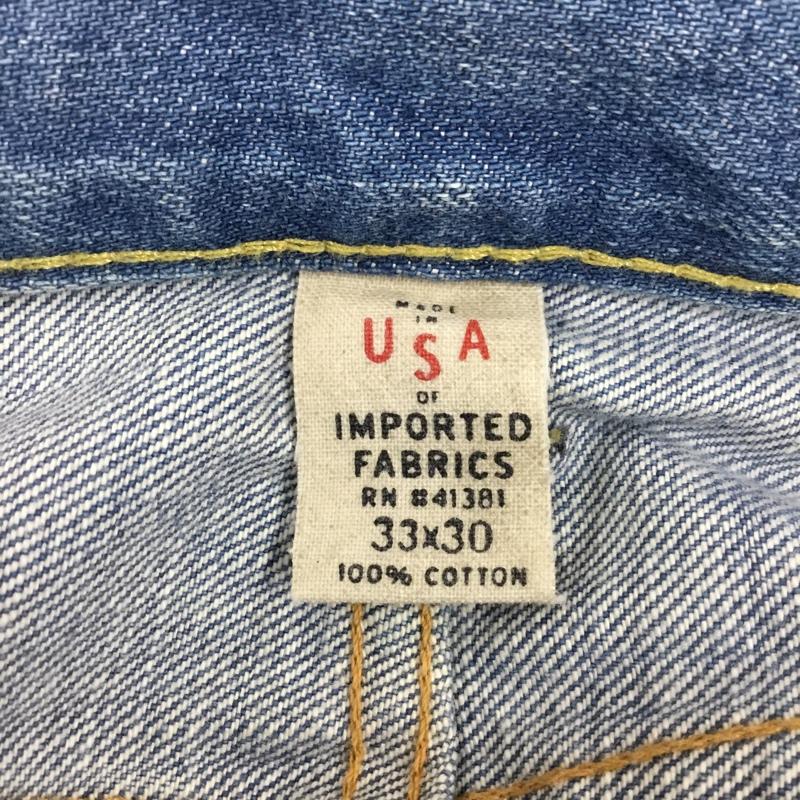 MADE
IN
USA
OF
IMPORTED
FABRICS
RN #41381
33x30
100% COTTON